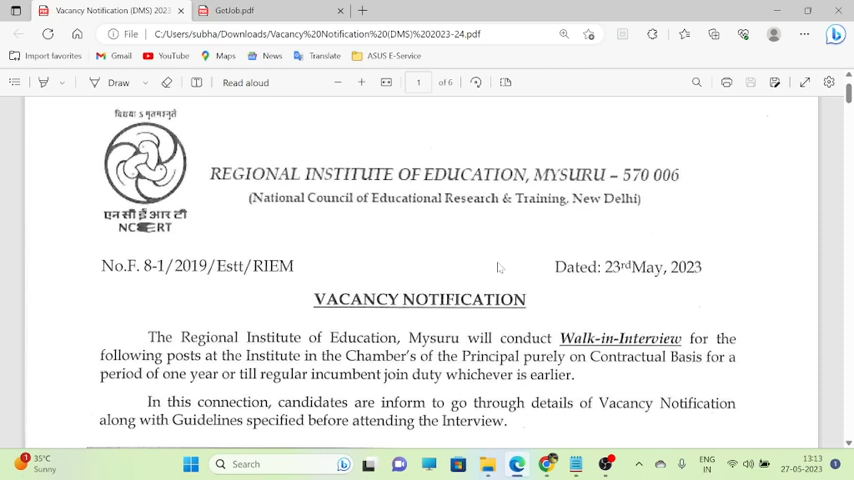 Vacancy Notification (DMS) 2023
GetJob.pdf
File
C:/Users/subha/Downloads/Vacancy%20Notification%20(DMS)%202023-24.pdf
Import favorites
Gmail
YouTube
Maps
News
Translate
ASUS E-Service
Draw
Read aloud
1
of 6
विद्यया ऽ मृतमश्नुते
एन सी ई आर टी
NCERT
REGIONAL INSTITUTE OF EDUCATION, MYSURU – 570 006
(National Council of Educational Research & Training, New Delhi)
No.F. 8-1/2019/Estt/RIEM
Dated: 23rdMay, 2023
VACANCY NOTIFICATION
The Regional Institute of Education, Mysuru will conduct Walk-in-Interview for the
following posts at the Institute in the Chamber's of the Principal purely on Contractual Basis for a
period of one year or till regular incumbent join duty whichever is earlier.
In this connection, candidates are inform to go through details of Vacancy Notification
along with Guidelines specified before attending the Interview.
1
35°C
Sunny
Search
ENG
IN
13:13
27-05-2023
1